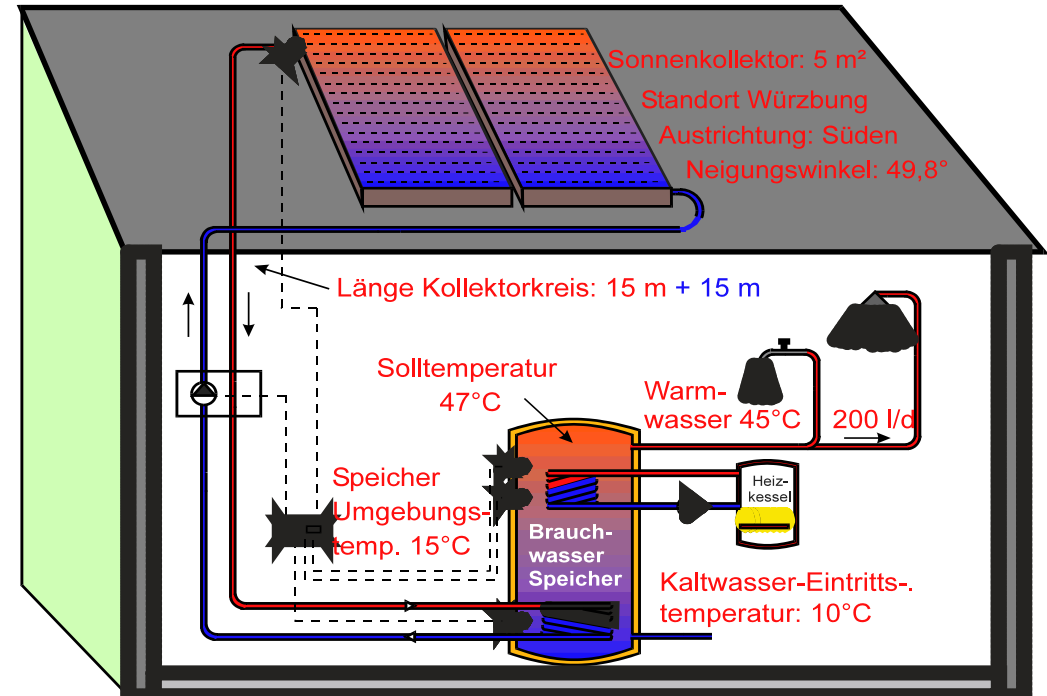 Sonnenkollektor: 5 m²
Standort Würzbung
Austrichtung: Süden
Neigungswinkel: 49,8°
Länge Kollektorkreis: 15 m + 15 m
Solltemperatur
47°C
Warm-
wasser 45°C
200 l/d
Speicher
Umgebungs-
temp. 15°C
Heiz-
kessel
Brauch-
wasser
Speicher
Kaltwasser-Eintritts-.
temperatur: 10°C